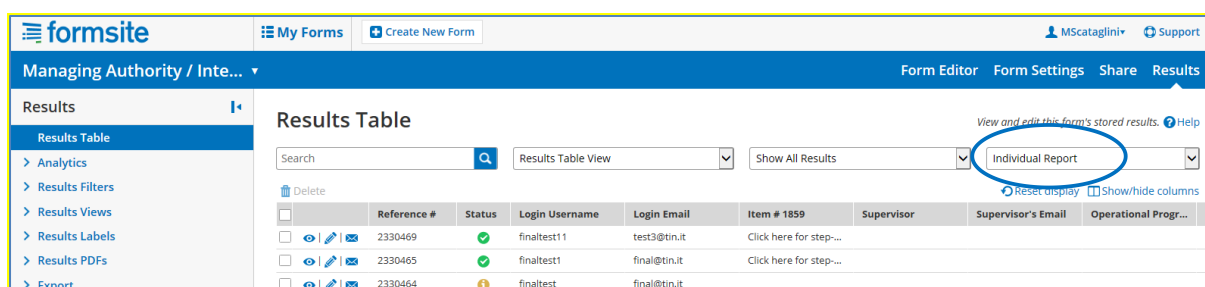 formsite My Forms Create New Form MScataglini Support
Managing Authority / Inte... Form Editor Form Settings Share Results
Results
Results Table
Analytics
Results Filters
Results Views
Results Labels
Results PDFs
Export
Results Table View and edit this form's stored results. Help
Search Results Table View Show All Results Individual Report
Delete Reset display Show/hide columns
Reference # Status Login Username Login Email Item # 1859 Supervisor Supervisor's Email Operational Progr...
2330469 finaltest11 test3@tin.it Click here for step-...
2330465 finaltest1 final@tin.it Click here for step-...
2330464 finaltest final@tin.it